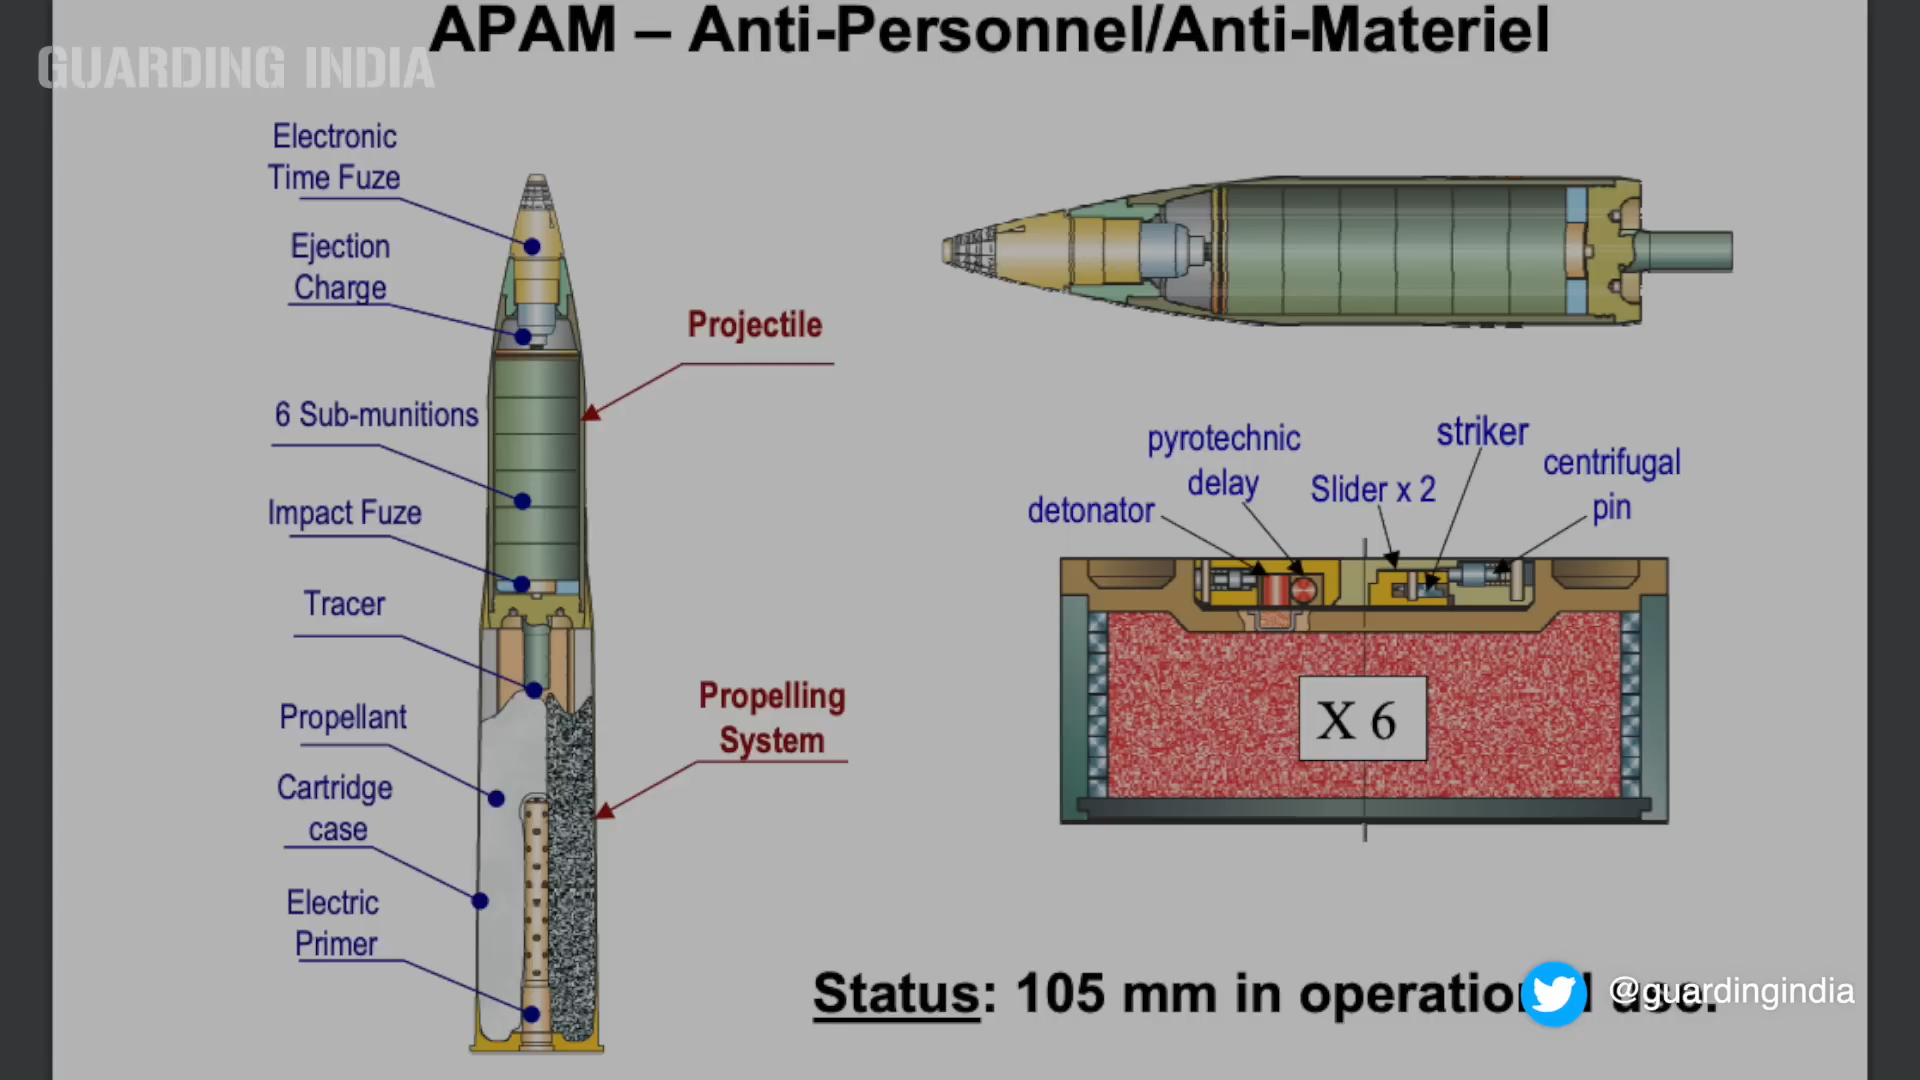 APAM – Anti-Personnel/Anti-Materiel
GUARDING INDIA
Electronic
Time Fuze
Ejection
Charge
6 Sub-munitions
Impact Fuze
Tracer
Propellant
Cartridge
case
Electric
Primer
Projectile
Propelling
System
pyrotechnic
delay
detonator
Slider x 2
striker
centrifugal
pin
X 6
Status: 105 mm in operational use.
@guardingindia